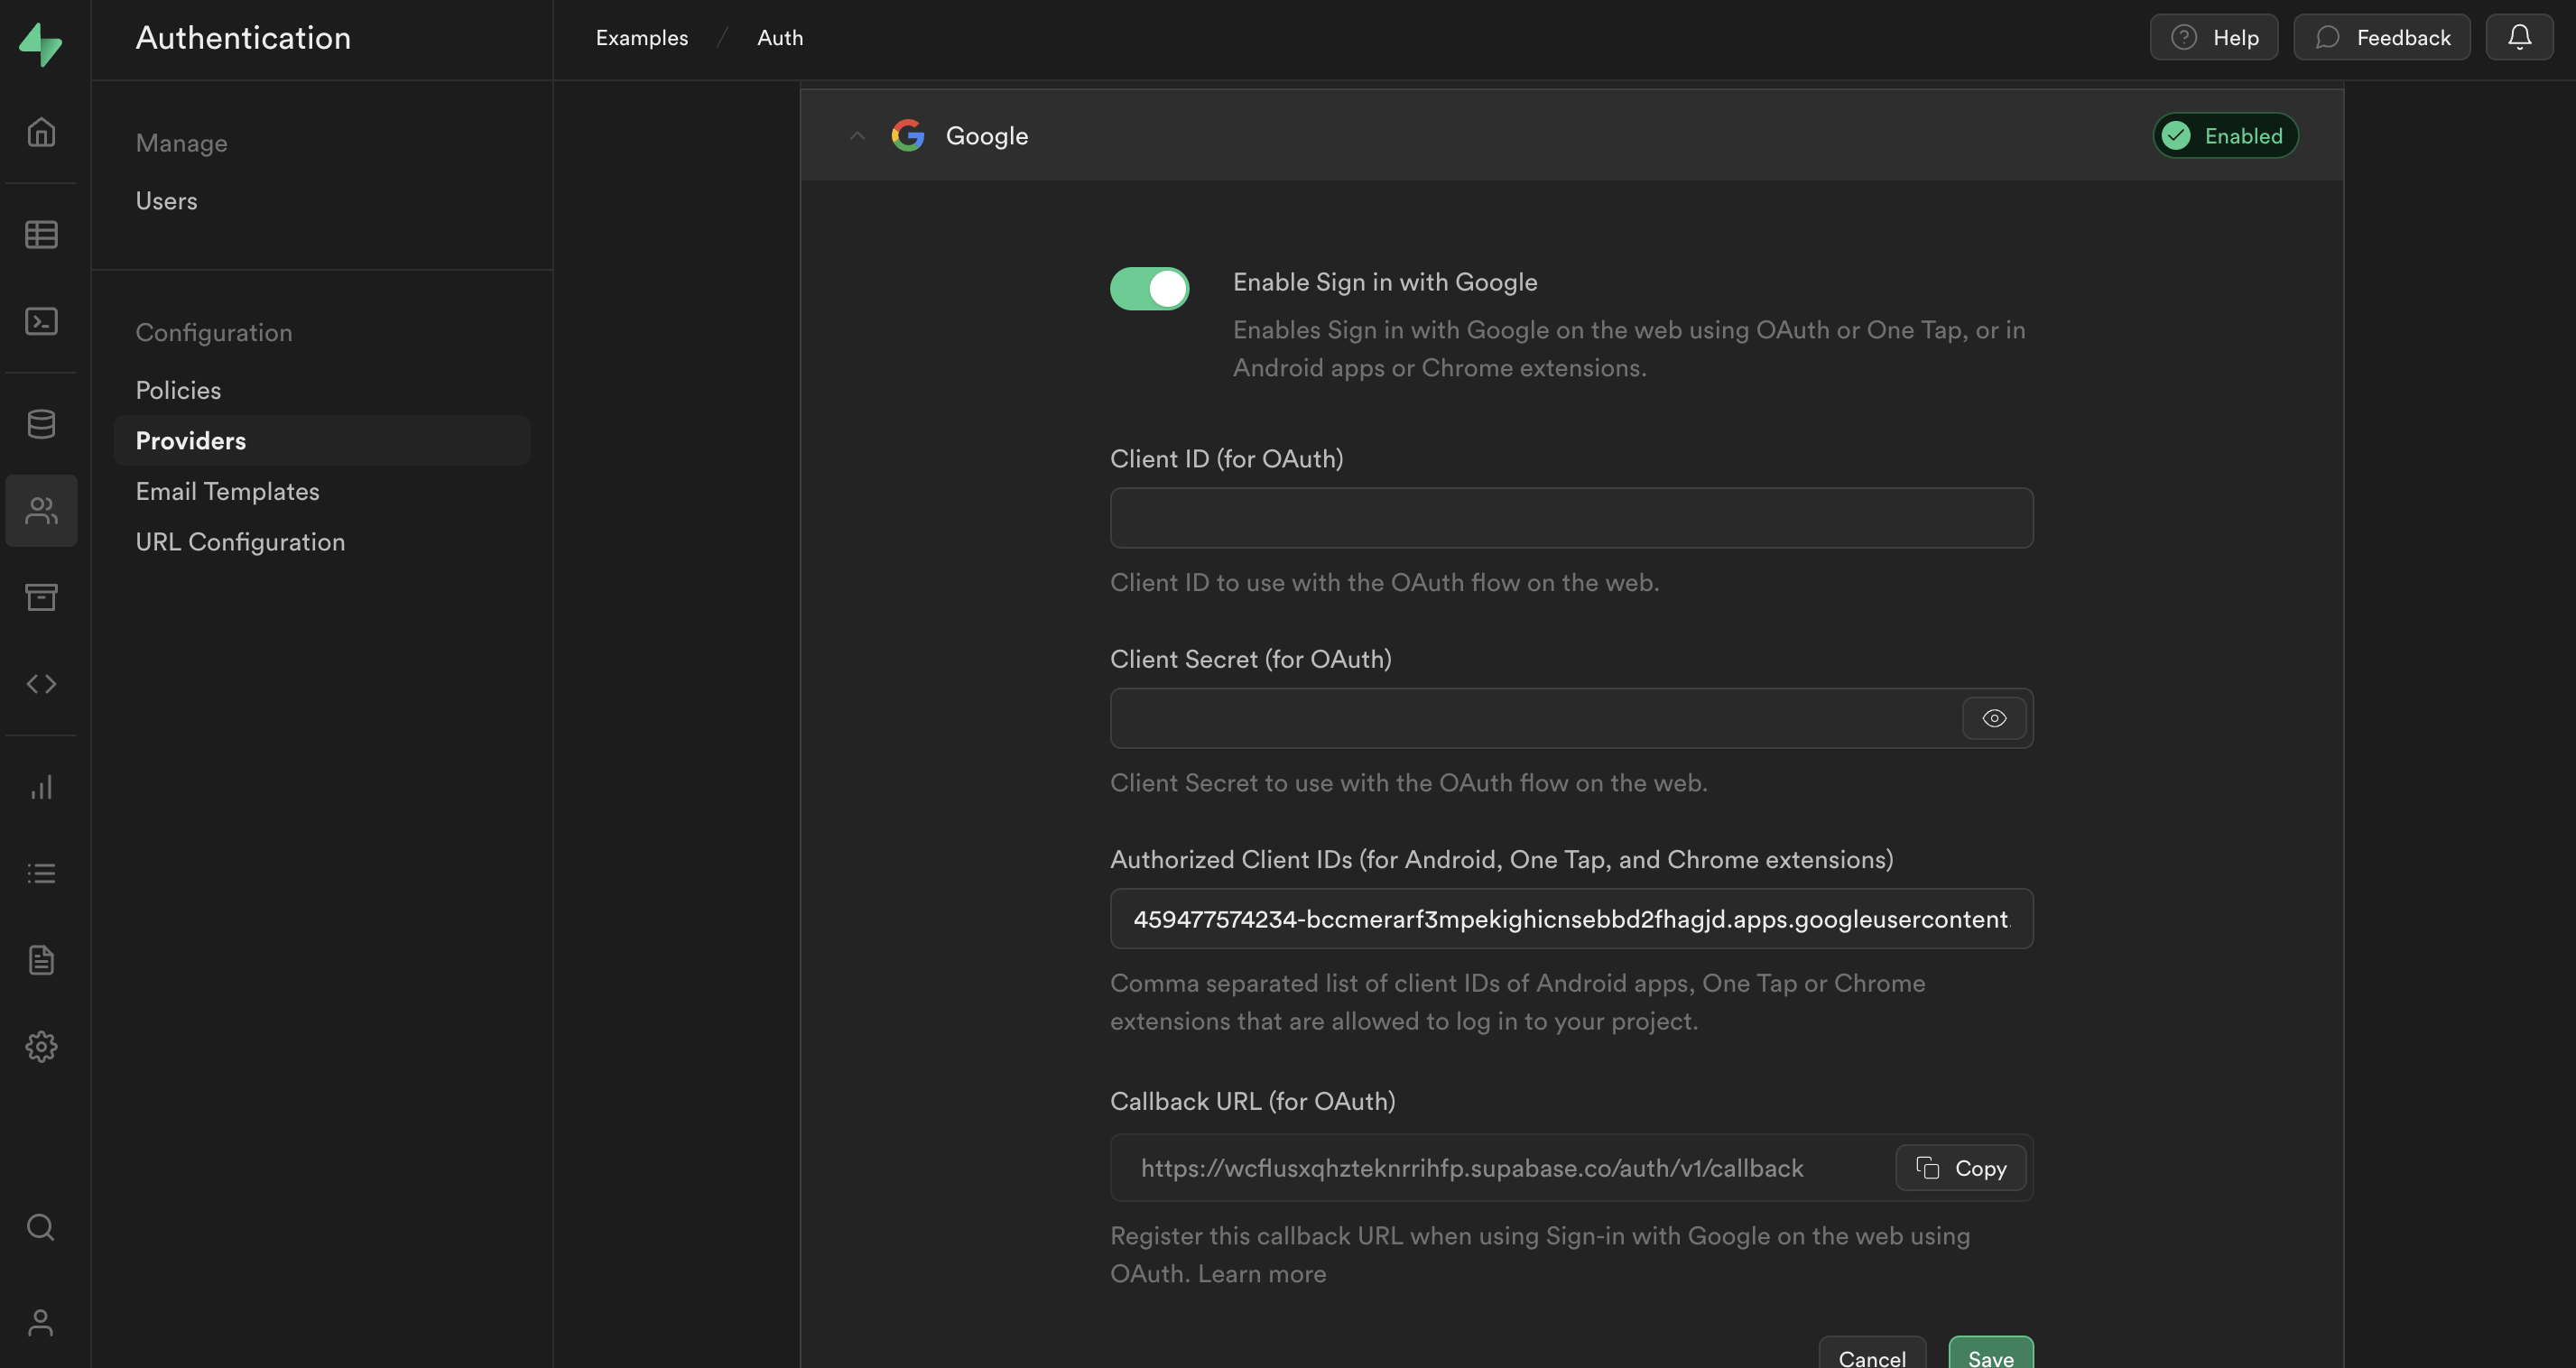 Authentication
Examples / Auth
Help
Feedback
Manage
Users
Configuration
Policies
Providers
Email Templates
URL Configuration
Google
Enabled
Enable Sign in with Google
Enables Sign in with Google on the web using OAuth or One Tap, or in
Android apps or Chrome extensions.
Client ID (for OAuth)
Client ID to use with the OAuth flow on the web.
Client Secret (for OAuth)
Client Secret to use with the OAuth flow on the web.
Authorized Client IDs (for Android, One Tap, and Chrome extensions)
459477574234-bccmerarf3mpekighicnsebbd2fhagjd.apps.googleusercontent.
Comma separated list of client IDs of Android apps, One Tap or Chrome
extensions that are allowed to log in to your project.
Callback URL (for OAuth)
https://wcflusxqhzteknrrihfp.supabase.co/auth/v1/callback
Copy
Register this callback URL when using Sign-in with Google on the web using
OAuth. Learn more
Cancel
Save